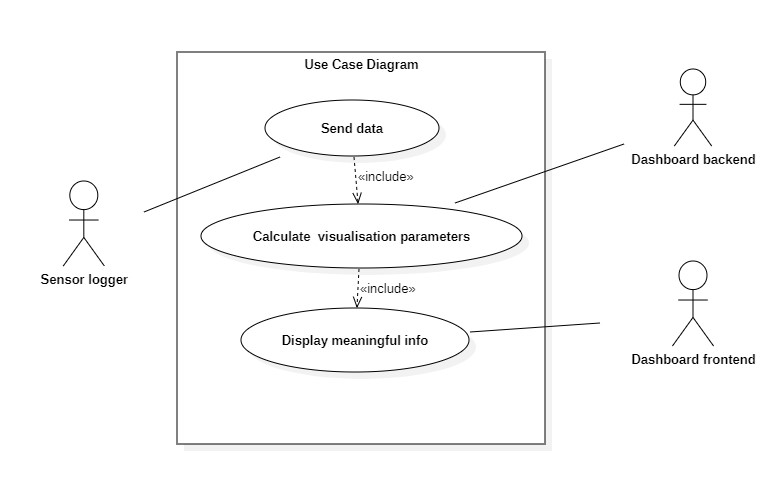 Use Case Diagram
Send data
«include»
Dashboard backend
Calculate visualisation parameters
Sensor logger
«include»
Display meaningful info
Dashboard frontend